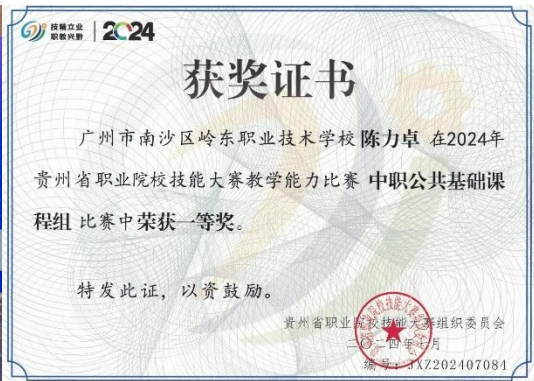 技能立业
职教兴黔
2024
获奖证书
广州市南沙区岭东职业技术学校 陈力卓 在2024年
贵州省职业院校技能大赛教学能力比赛 中职公共基础课
程组 比赛中荣获一等奖。
特发此证，以资鼓励。
贵州省职业院校技能大赛组织委员会
二〇二四年七月
编号：JXZ202407084